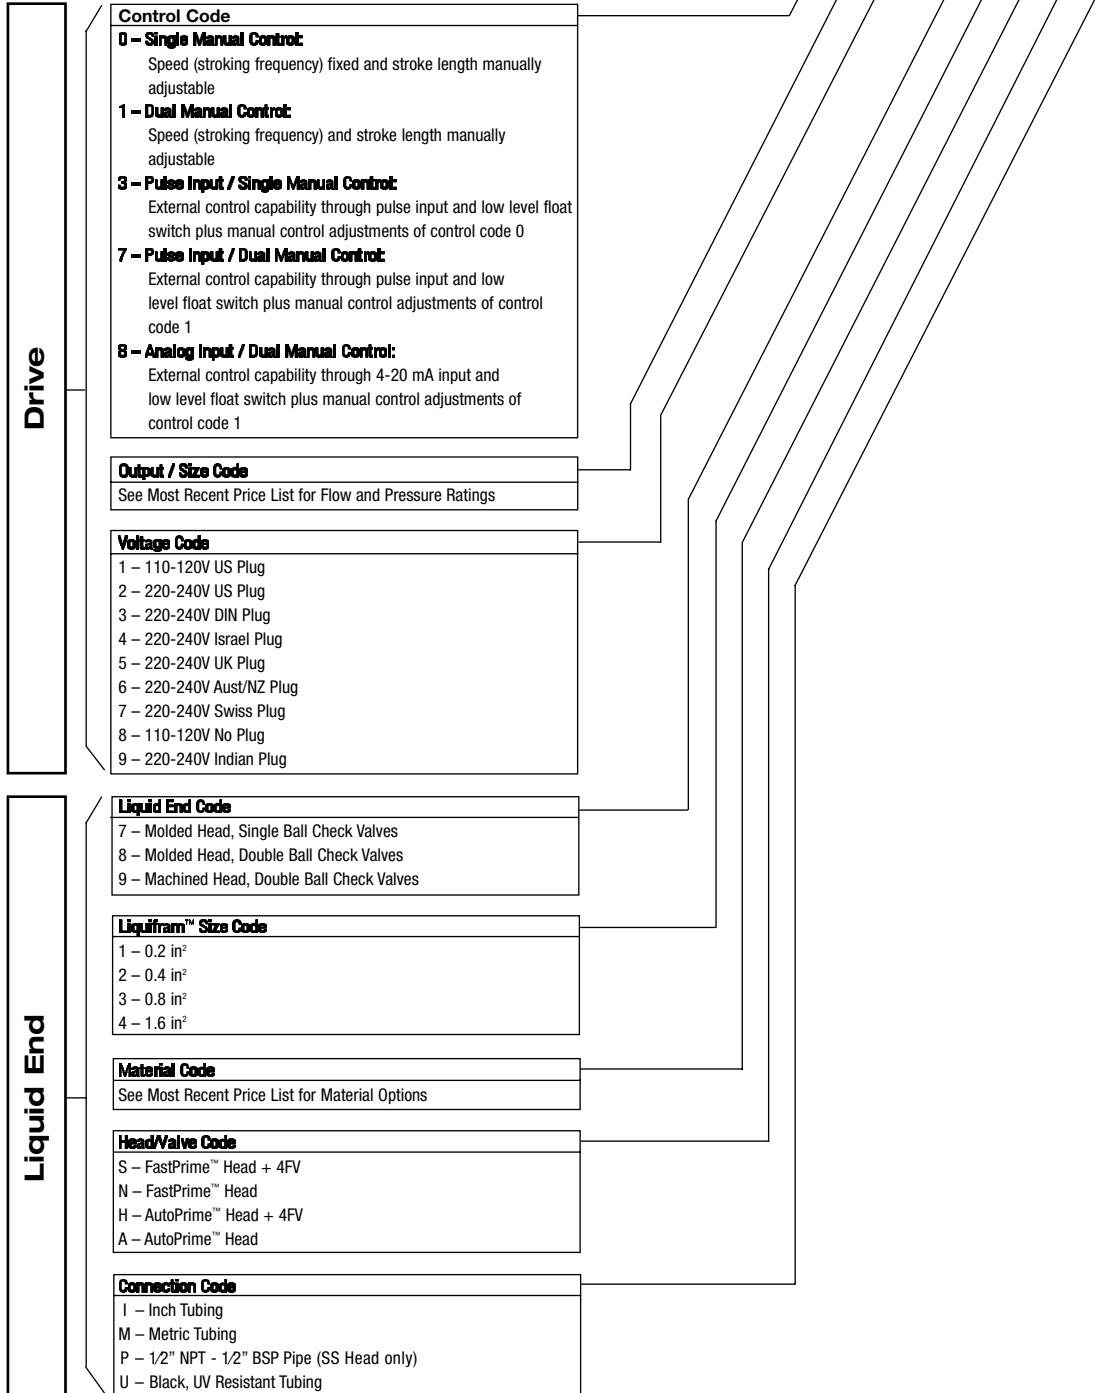 Drive
Control Code
0 – Single Manual Control:
Speed (stroking frequency) fixed and stroke length manually
adjustable
1 – Dual Manual Control:
Speed (stroking frequency) and stroke length manually
adjustable
3 – Pulse Input / Single Manual Control:
External control capability through pulse input and low level float
switch plus manual control adjustments of control code 0
7 – Pulse Input / Dual Manual Control:
External control capability through pulse input and low
level float switch plus manual control adjustments of control
code 1
8 – Analog Input / Dual Manual Control:
External control capability through 4-20 mA input and
low level float switch plus manual control adjustments of
control code 1
Output / Size Code
See Most Recent Price List for Flow and Pressure Ratings
Voltage Code
1 – 110-120V US Plug
2 – 220-240V US Plug
3 – 220-240V DIN Plug
4 – 220-240V Israel Plug
5 – 220-240V UK Plug
6 – 220-240V Aust/NZ Plug
7 – 220-240V Swiss Plug
8 – 110-120V No Plug
9 – 220-240V Indian Plug
Liquid End
Liquid End Code
7 – Molded Head, Single Ball Check Valves
8 – Molded Head, Double Ball Check Valves
9 – Machined Head, Double Ball Check Valves
Liquifram™ Size Code
1 – 0.2 in²
2 – 0.4 in²
3 – 0.8 in²
4 – 1.6 in²
Material Code
See Most Recent Price List for Material Options
Head/Valve Code
S – FastPrime™ Head + 4FV
N – FastPrime™ Head
H – AutoPrime™ Head + 4FV
A – AutoPrime™ Head
Connection Code
I – Inch Tubing
M – Metric Tubing
P – 1/2” NPT - 1/2” BSP Pipe (SS Head only)
U – Black, UV Resistant Tubing